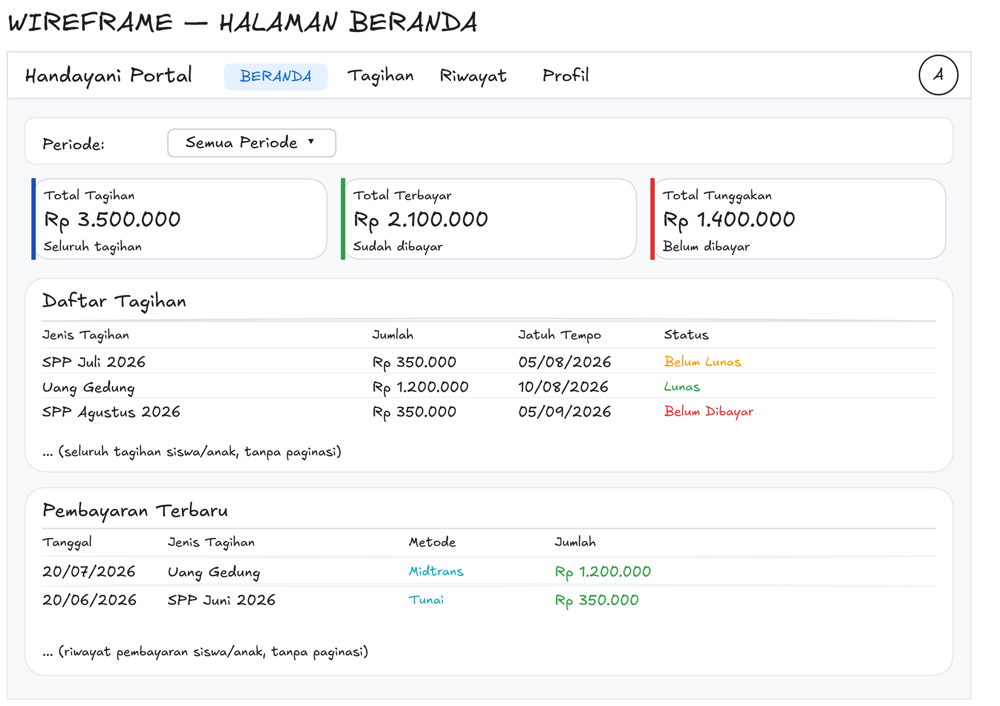 WIREFRAME — HALAMAN BERANDA
Handayani Portal BERANDA Tagihan Riwayat Profil A
Periode: Semua Periode ▼
Total Tagihan
Rp 3.500.000
Seluruh tagihan
Total Terbayar
Rp 2.100.000
Sudah dibayar
Total Tunggakan
Rp 1.400.000
Belum dibayar
Daftar Tagihan
Jenis Tagihan Jumlah Jatuh Tempo Status
SPP Juli 2026 Rp 350.000 05/08/2026 Belum Lunas
Uang Gedung Rp 1.200.000 10/08/2026 Lunas
SPP Agustus 2026 Rp 350.000 05/09/2026 Belum Dibayar
... (seluruh tagihan siswa/anak, tanpa paginasi)
Pembayaran Terbaru
Tanggal Jenis Tagihan Metode Jumlah
20/07/2026 Uang Gedung Midtrans Rp 1.200.000
20/06/2026 SPP Juni 2026 Tunai Rp 350.000
... (riwayat pembayaran siswa/anak, tanpa paginasi)